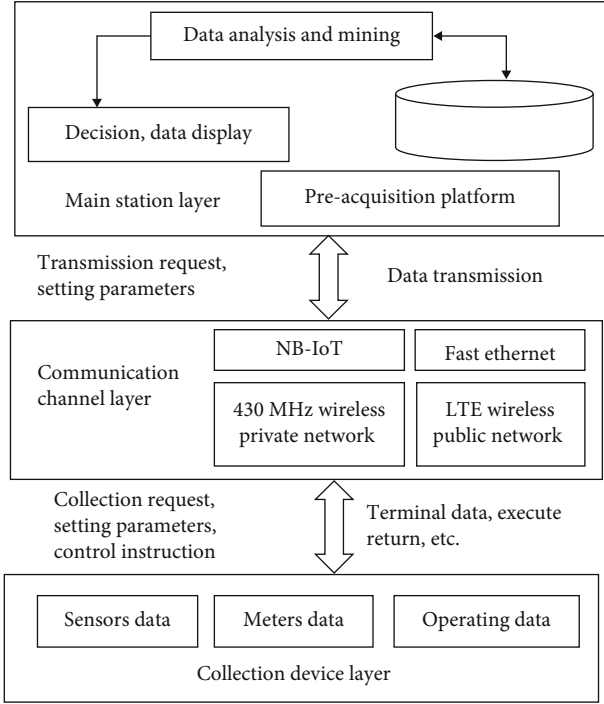 Data analysis and mining
Decision, data display
Main station layer
Pre-acquisition platform
Transmission request,
setting parameters
Data transmission
Communication
channel layer
NB-IoT
Fast ethernet
430 MHz wireless
private network
LTE wireless
public network
Collection request,
setting parameters,
control instruction
Terminal data, execute
return, etc.
Sensors data
Meters data
Operating data
Collection device layer